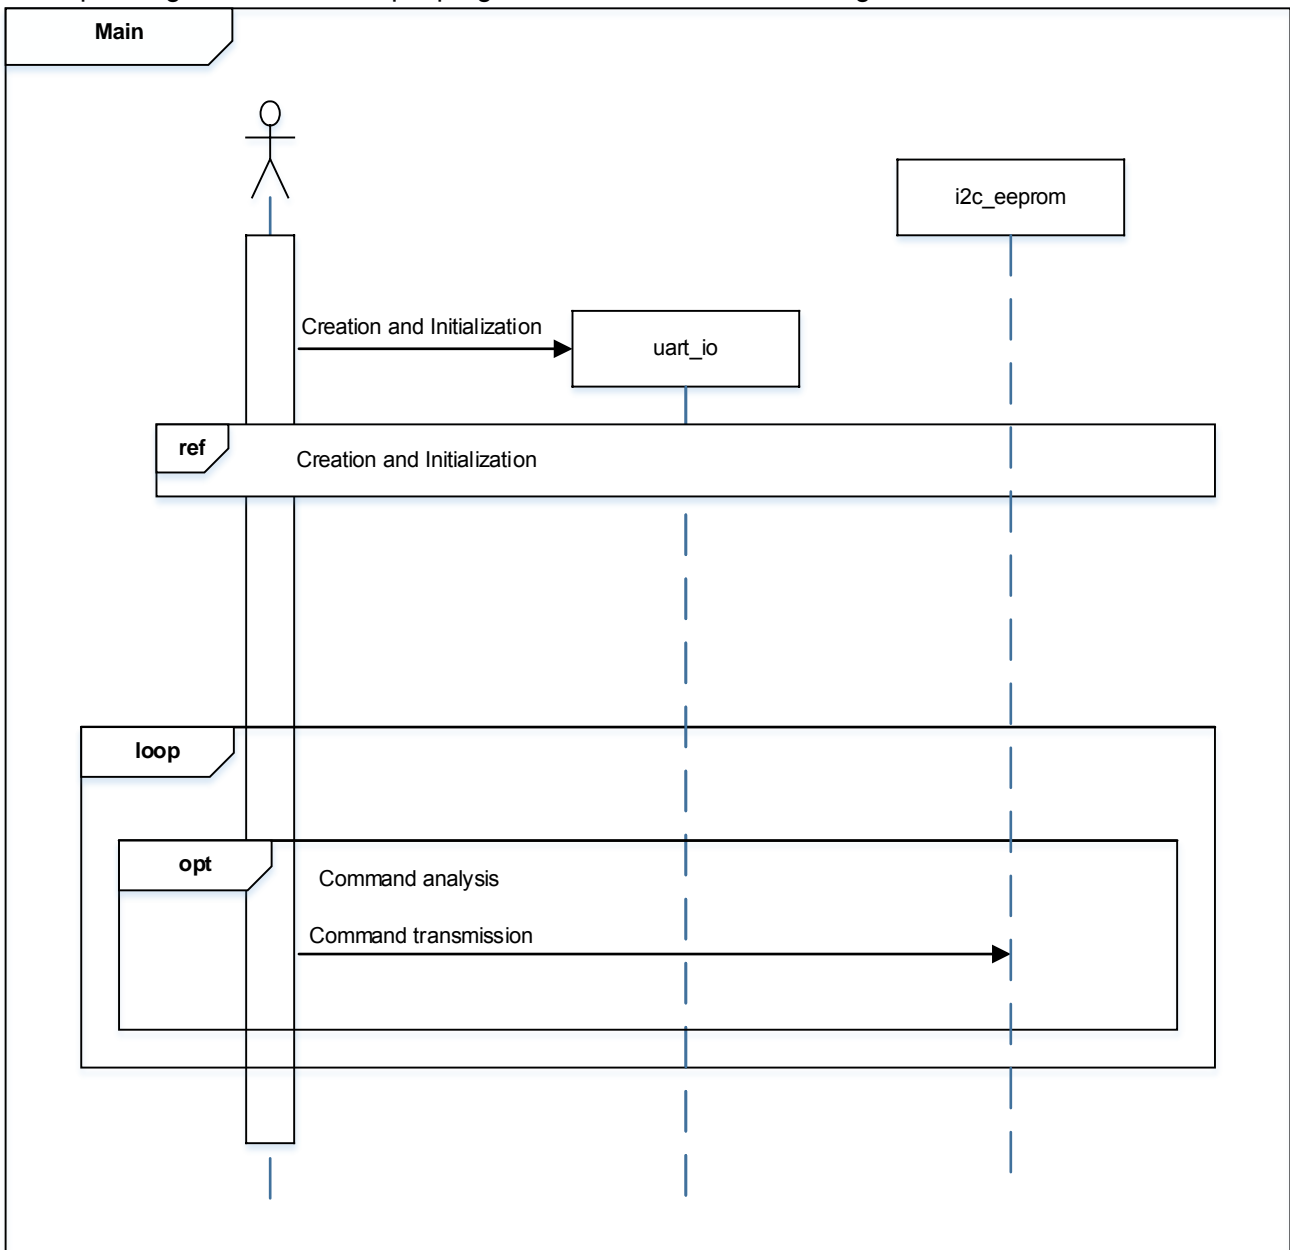 Main
i2c_eeprom
Creation and Initialization
uart_io
ref
Creation and Initialization
loop
opt
Command analysis
Command transmission